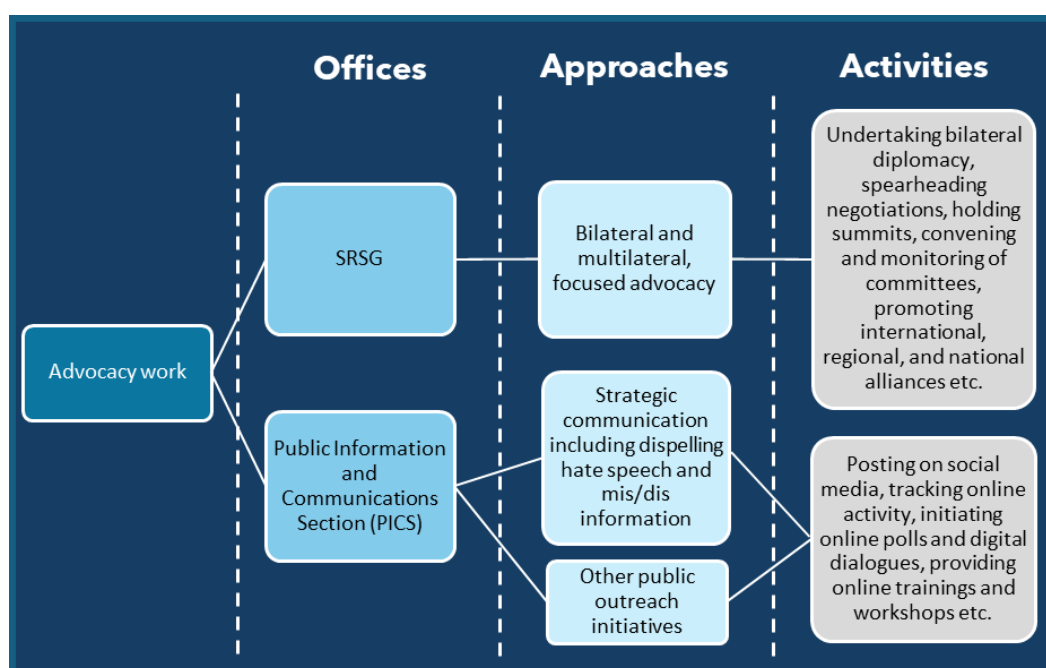 Offices
Approaches
Activities
Advocacy work
SRSG
Public Information
and
Communications
Section (PICS)
Bilateral and
multilateral,
focused advocacy
Strategic
communication
including dispelling
hate speech and
mis/dis
information
Other public
outreach
initiatives
Undertaking bilateral
diplomacy,
spearheading
negotiations, holding
summits, convening
and monitoring of
committees,
promoting
international,
regional, and national
alliances etc.
Posting on social
media, tracking online
activity, initiating
online polls and digital
dialogues, providing
online trainings and
workshops etc.